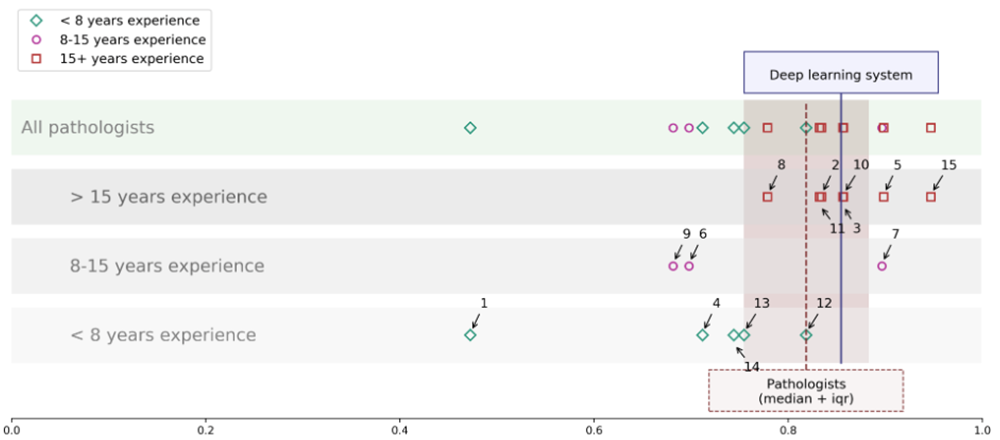 < 8 years experience
8-15 years experience
15+ years experience
Deep learning system
All pathologists
8 2 10 5 15
> 15 years experience
11 3
9 6 7
8-15 years experience
1 4 13 12
< 8 years experience
14
Pathologists
(median + iqr)
0.0 0.2 0.4 0.6 0.8 1.0